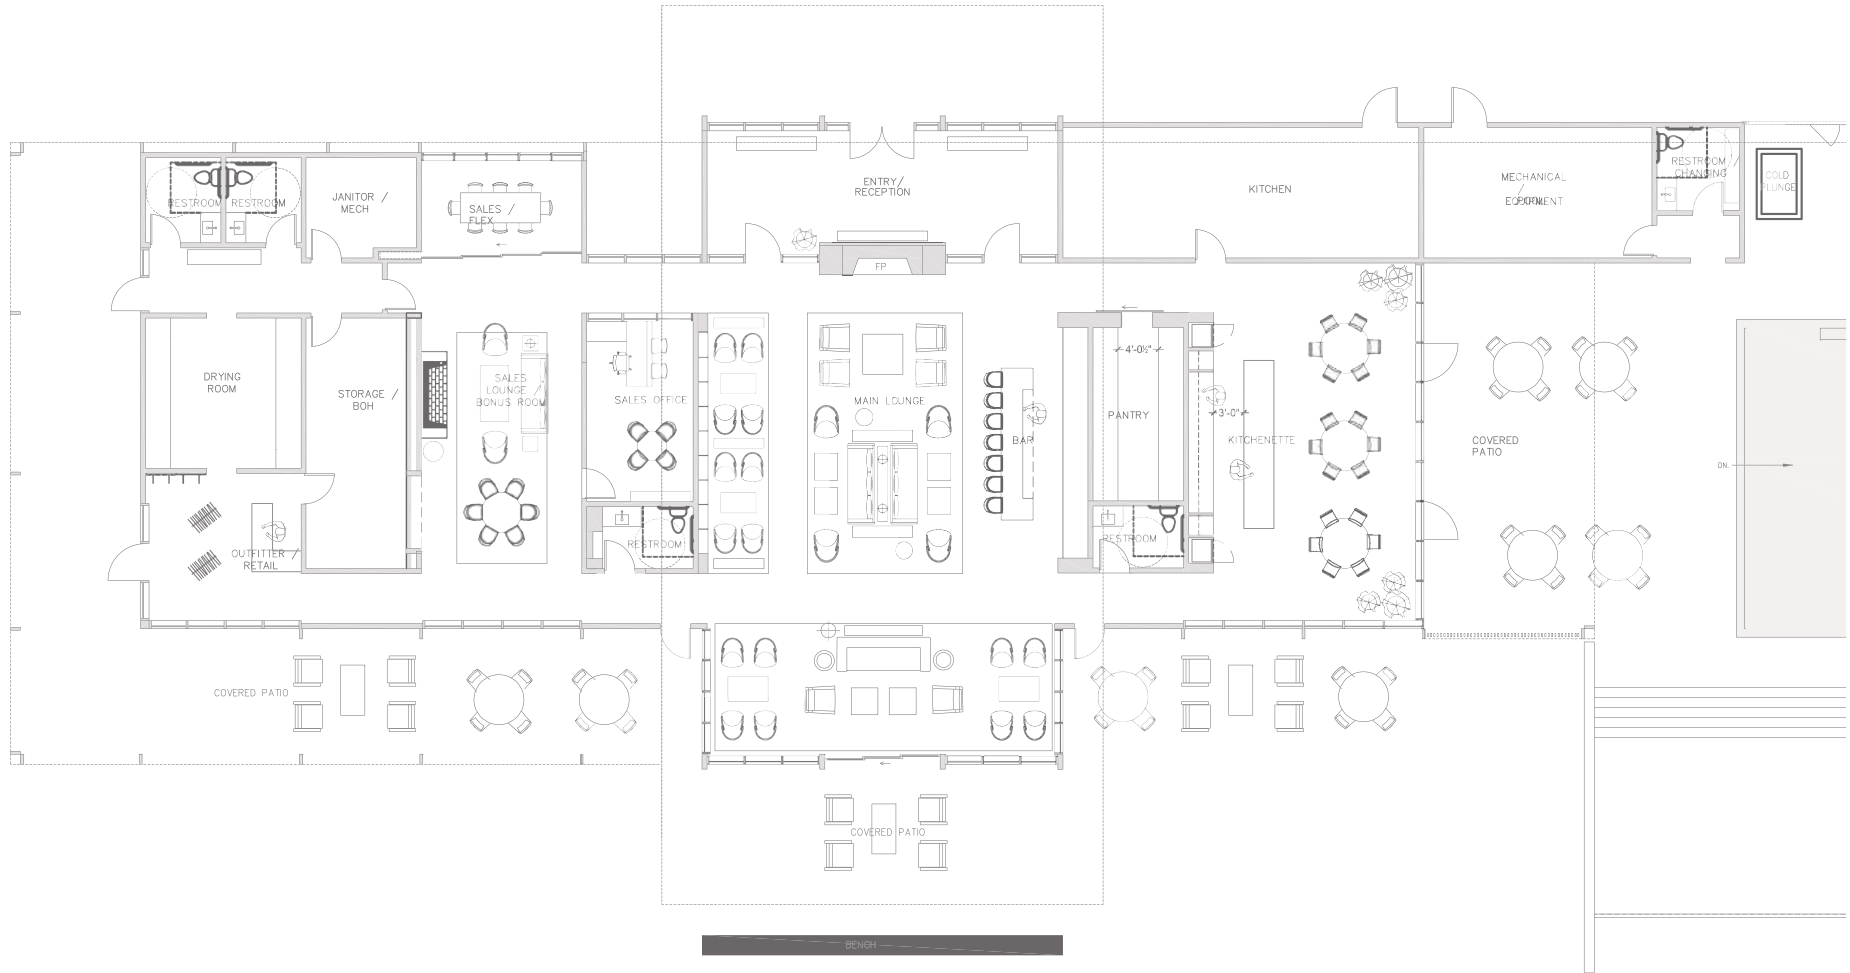 RESTROOM
RESTROOM
JANITOR /
MECH
SALES /
FLEX
ENTRY/
RECEPTION
KITCHEN
MECHANICAL
/
EQUIPMENT
RESTROOM /
CHANGING
COLD
PLUNGE
FP
DRYING
ROOM
STORAGE /
BOH
SALES
LOUNGE /
BONUS ROOM
SALES OFFICE
MAIN LOUNGE
BAR
4'-0½"
PANTRY
3'-0"
KITCHENETTE
COVERED
PATIO
DN.
OUTFITTER /
RETAIL
RESTROOM
RESTROOM
COVERED PATIO
COVERED PATIO
BENCH